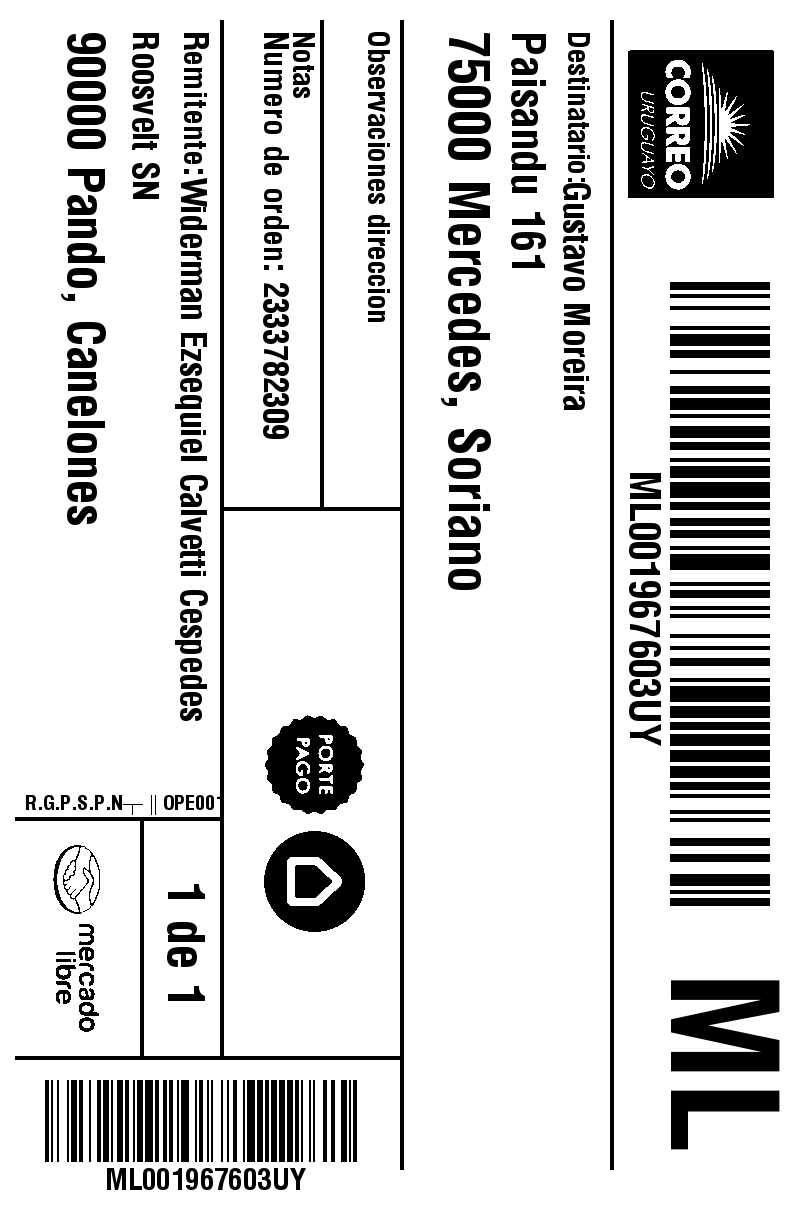 CORREO
URUGUAYO
ML001967603UY
ML
Destinatario:Gustavo Moreira
Paisandu 161
75000 Mercedes, Soriano
Observaciones direccion
Notas
Numero de orden: 2333782309
PORTE
PAGO
Remitente:Widerman Ezsequiel Calvetti Cespedes
Roosvelt SN
90000 Pando, Canelones
R.G.P.S.P.N OPE001
1 de 1
mercado
libre
ML001967603UY